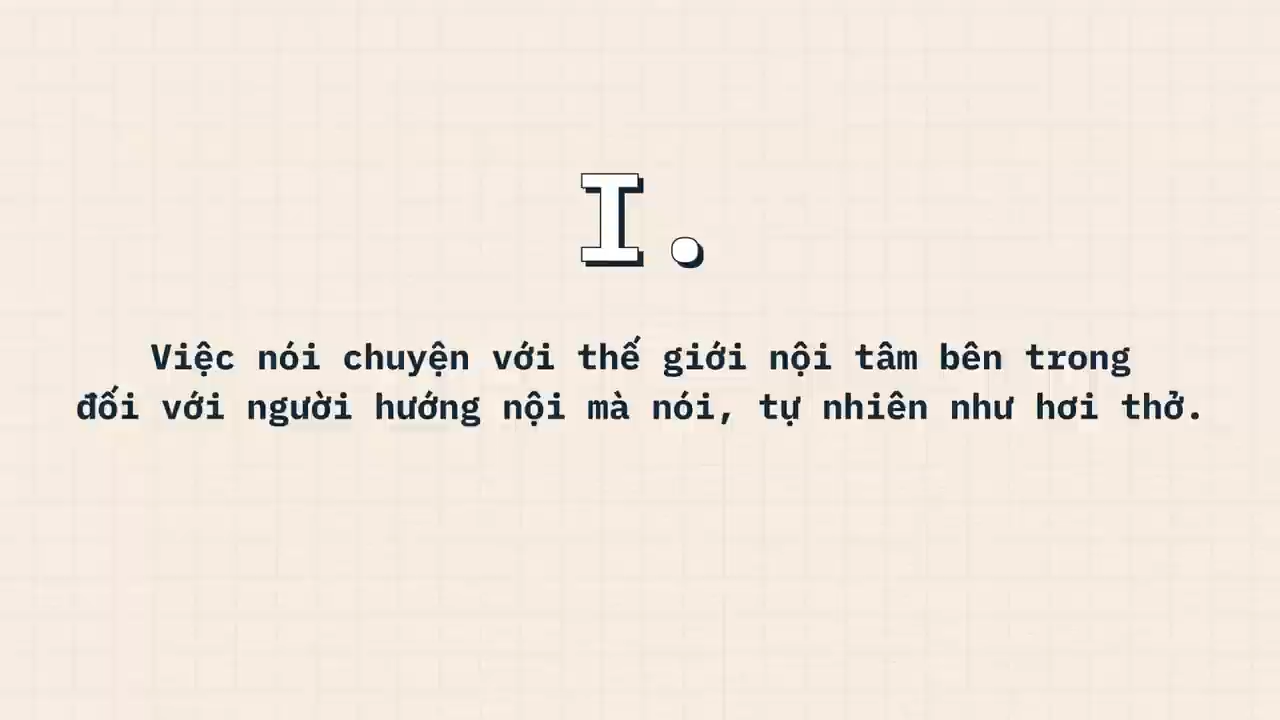 I.
Việc nói chuyện với thế giới nội tâm bên trong
đối với người hướng nội mà nói, tự nhiên như hơi thở.